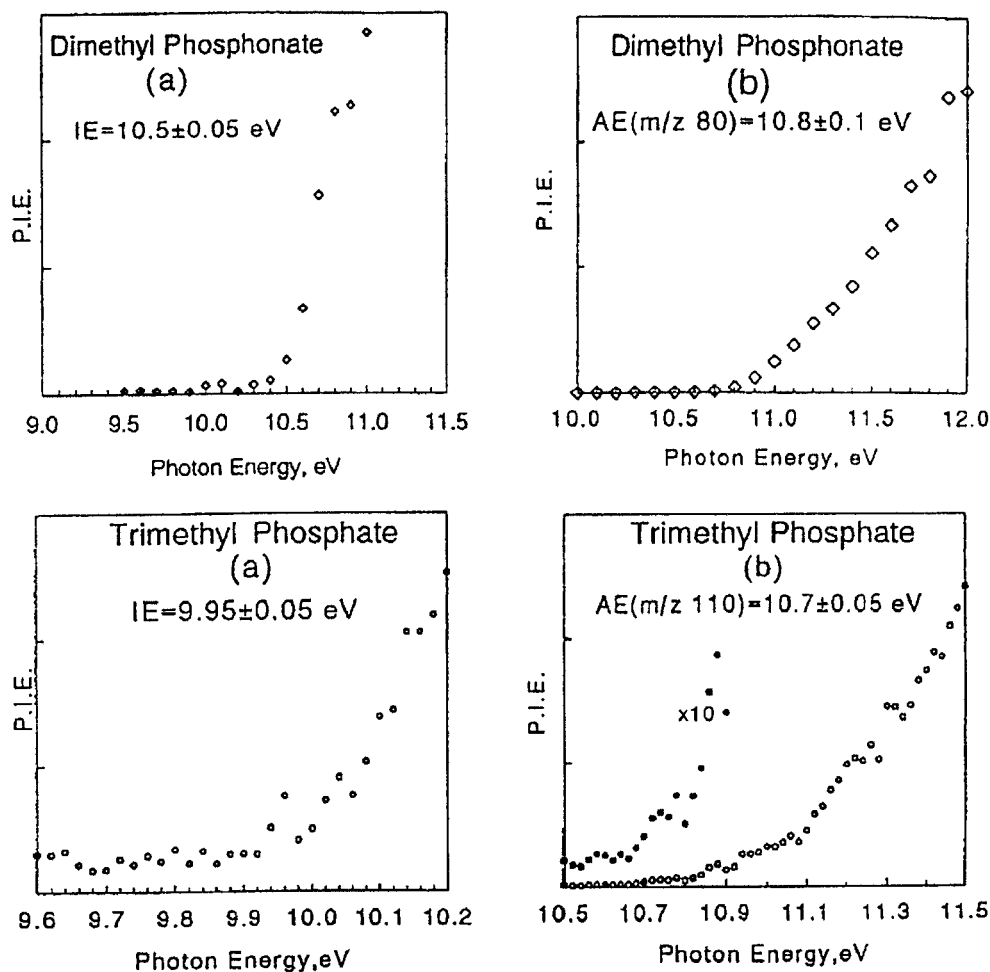 Dimethyl Phosphonate
(a)
IE=10.5±0.05 eV
P.I.E.
9.0 9.5 10.0 10.5 11.0 11.5
Photon Energy, eV
Dimethyl Phosphonate
(b)
AE(m/z 80)=10.8±0.1 eV
P.I.E.
10.0 10.5 11.0 11.5 12.0
Photon Energy, eV
Trimethyl Phosphate
(a)
IE=9.95±0.05 eV
P.I.E.
9.6 9.7 9.8 9.9 10.0 10.1 10.2
Photon Energy,eV
Trimethyl Phosphate
(b)
AE(m/z 110)=10.7±0.05 eV
x10
P.I.E.
10.5 10.7 10.9 11.1 11.3 11.5
Photon Energy,eV